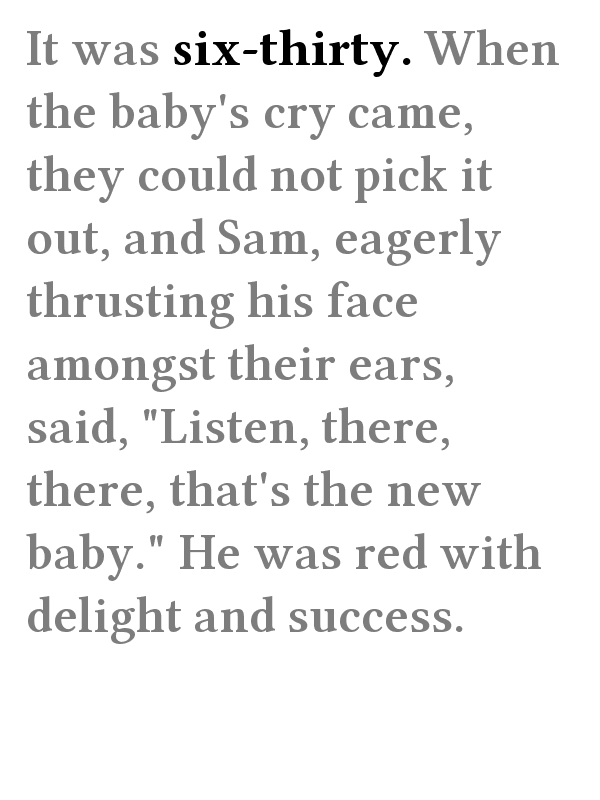 It was six-thirty. When
the baby's cry came,
they could not pick it
out, and Sam, eagerly
thrusting his face
amongst their ears,
said, "Listen, there,
there, that's the new
baby." He was red with
delight and success.